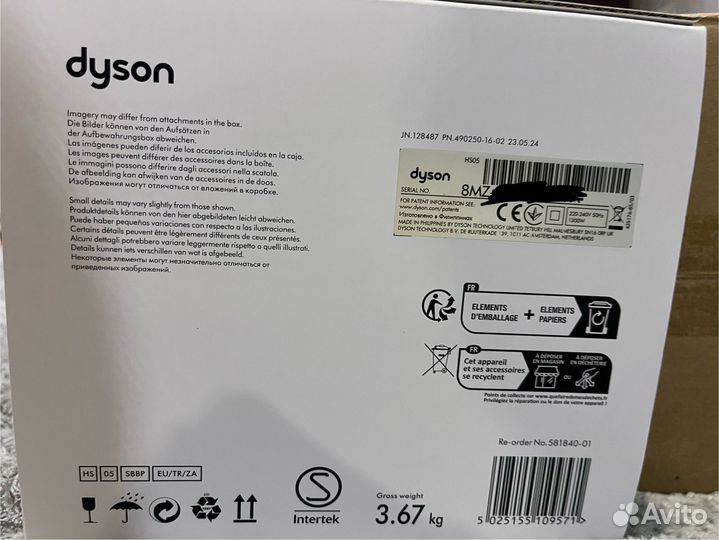 dyson
Imagery may differ from attachments in the box.
Die Bilder können von den Aufsätzen in
der Aufbewahrungsbox abweichen.
Las imágenes pueden diferir de los accesorios incluidos en la caja.
Les images peuvent différer des accessoires dans la boîte.
Le immagini possono differire dagli accessori nella scatola.
De afbeelding kan afwijken van de accessoires in de doos.
Изображения могут отличаться от вложений в коробке.
Small details may vary slightly from those shown.
Produktdetails können von den hier abgebildeten leicht abweichen.
Puede haber pequeñas variaciones con respecto a las ilustraciones.
Certains détails peuvent être légèrement différents de ceux présentés.
Alcuni dettagli potrebbero variare leggermente rispetto a quelli illustrati.
Details kunnen iets verschillen van wat is afgebeeld.
Некоторые элементы могут незначительно отличаться от
приведенных изображений.
JN.128487 PN.490250-16-02 23.05.24
HS05
dyson
SERIAL NO. 8MZ
FOR PATENT INFORMATION SEE:
www.dyson.com/patents
Изготовлено в Филиппинах
220-240V 50Hz
1300W
MADE IN PHILIPPINES BY DYSON TECHNOLOGY LIMITED TETBURY HILL MALMESBURY SN16 0RP UK
DYSON TECHNOLOGY B.V. DE RUIJTERKADE 139, 1011 AC AMSTERDAM, NETHERLANDS
FR
ELEMENTS
D'EMBALLAGE
+
ELEMENTS
PAPIERS
FR
Cet appareil
et ses accessoires
se recyclent
À DÉPOSER
EN MAGASIN
OU
À DÉPOSER
EN DÉCHÈTERIE
Points de collecte sur www.quefairedemesdechets.fr
Privilégiez la réparation ou le don de votre appareil !
Re-order No.581840-01
HS 05 SBBP EU/TR/ZA
S
Intertek
Gross weight
3.67 kg
5 025155 109571
Avito